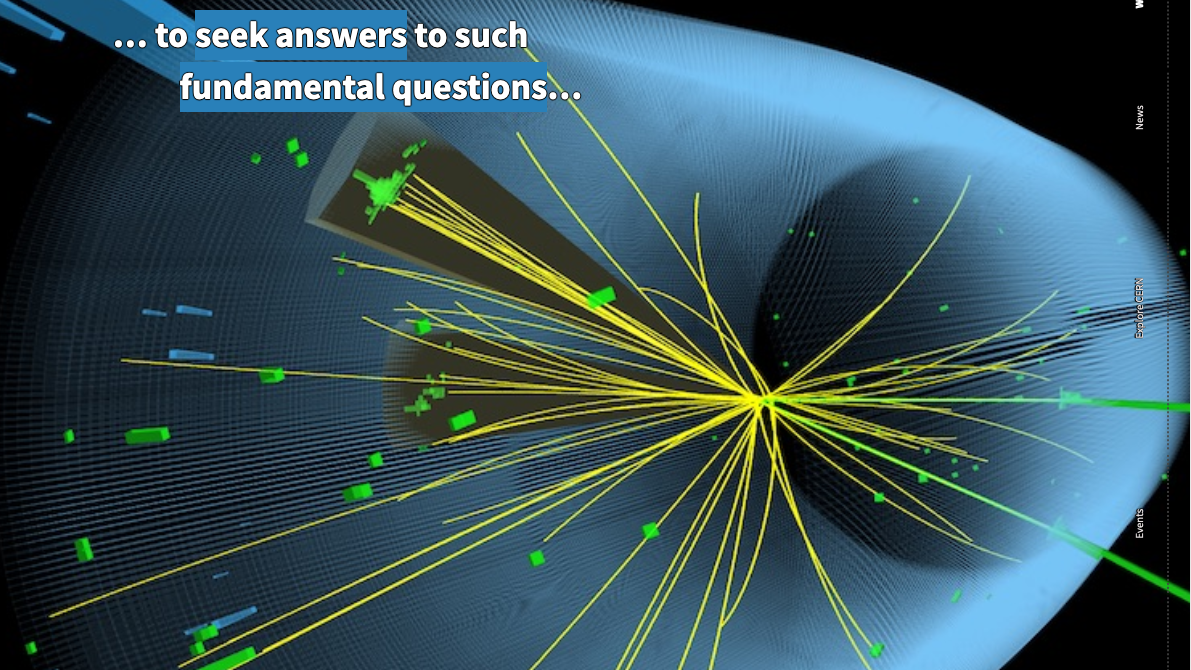 ... to seek answers to such
fundamental questions...
News
Explore CERN
Events